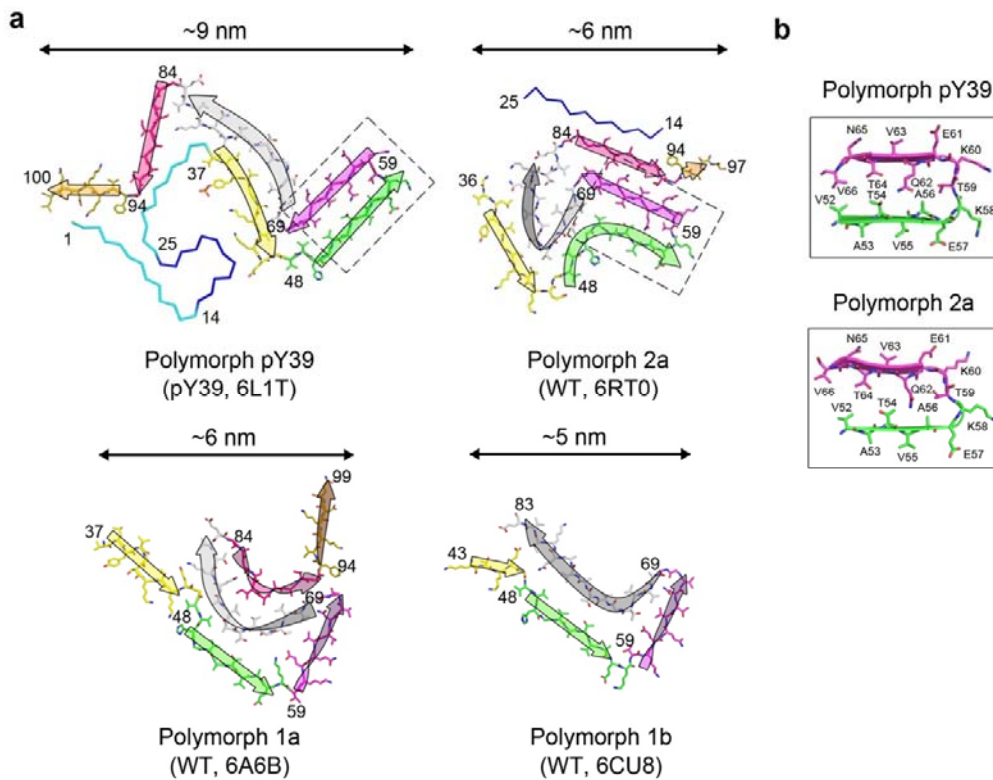 a
~9 nm
84
37
59
100
94
69
1
25
48
14
Polymorph pY39
(pY39, 6L1T)
~6 nm
25
14
84
94
97
36
69
59
48
Polymorph 2a
(WT, 6RT0)
~6 nm
99
37
84
94
69
48
59
Polymorph 1a
(WT, 6A6B)
~5 nm
83
43
69
48
59
Polymorph 1b
(WT, 6CU8)
b
Polymorph pY39
N65 V63 E61
K60
V66 T64 Q62 T59
V52 T54 A56
K58
A53 V55 E57
Polymorph 2a
N65 V63 E61
K60
V66 T64 Q62 T59
V52 T54 A56
K58
A53 V55 E57